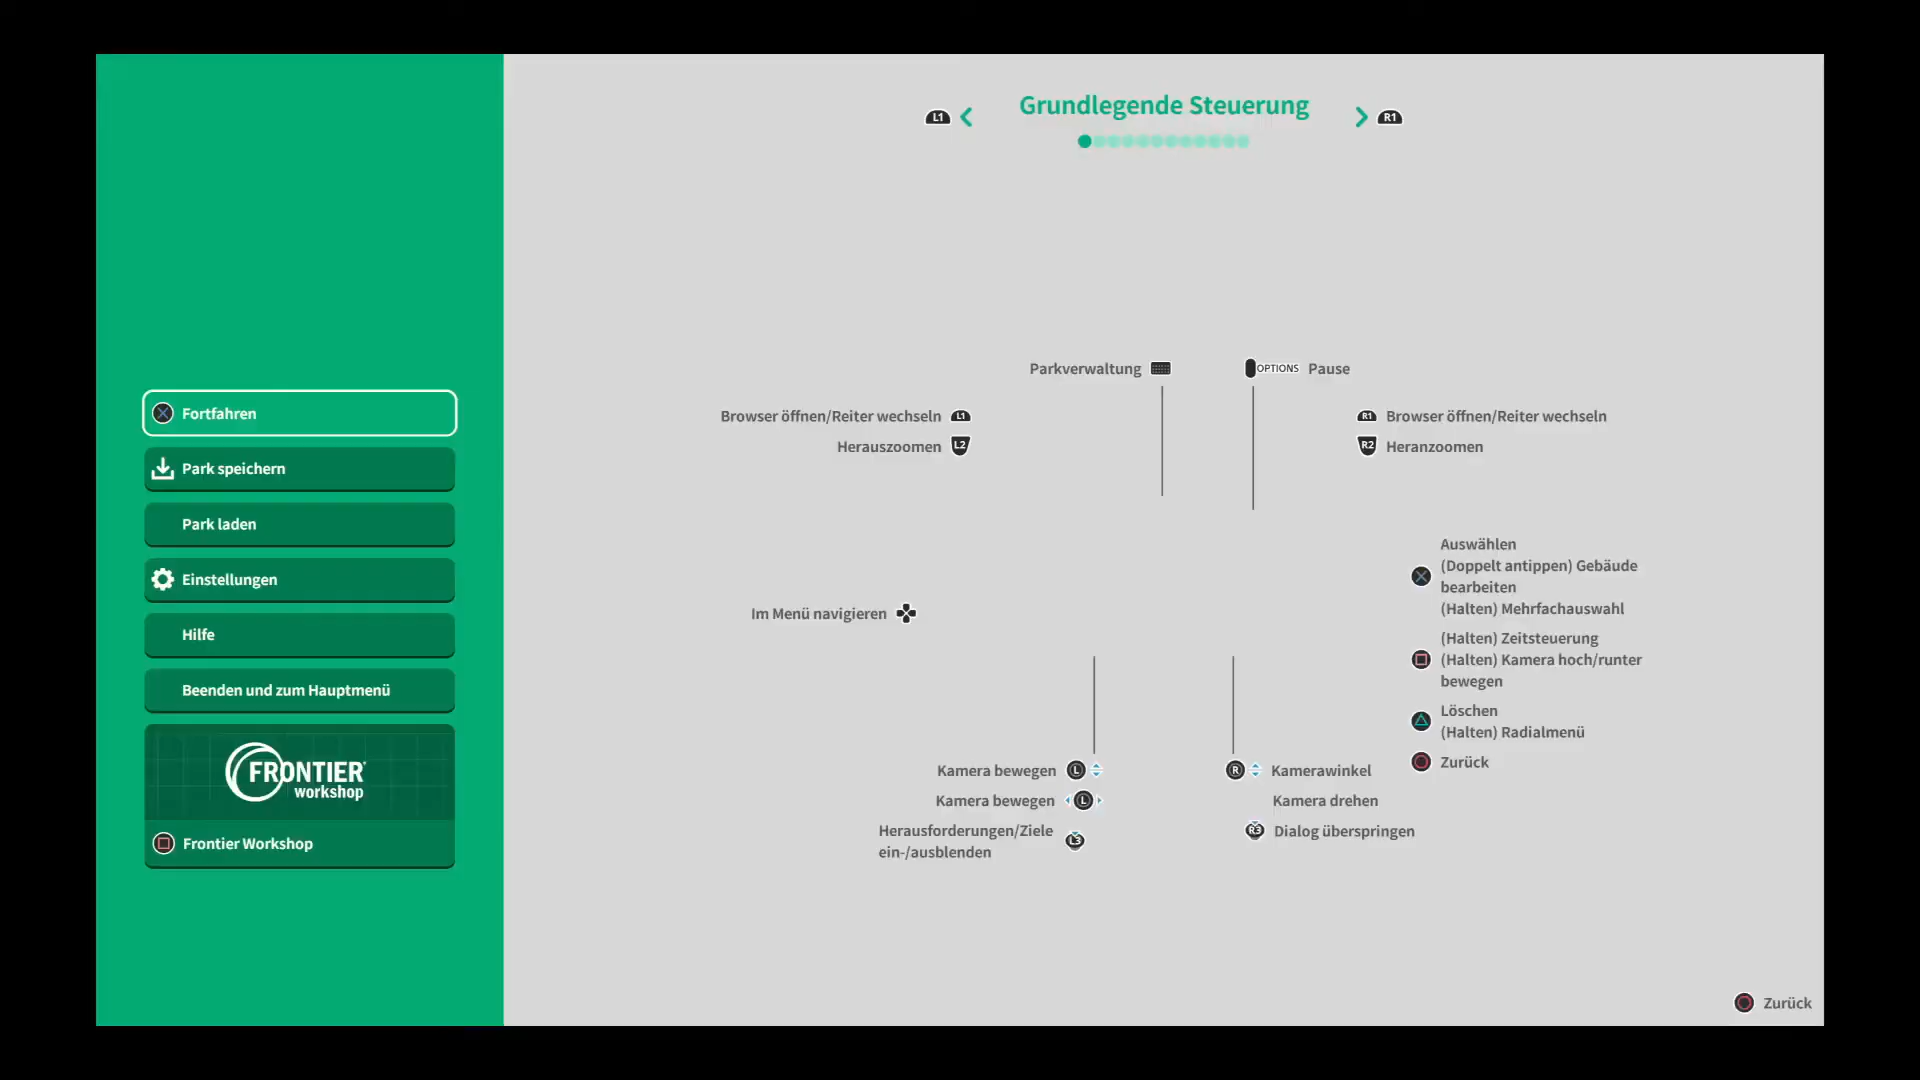 L1
Grundlegende Steuerung
R1
Fortfahren
Park speichern
Park laden
Einstellungen
Hilfe
Beenden und zum Hauptmenü
FRONTIER
workshop
Frontier Workshop
Parkverwaltung
OPTIONS Pause
Browser öffnen/Reiter wechseln L1
Herauszoomen L2
R1 Browser öffnen/Reiter wechseln
R2 Heranzoomen
Im Menü navigieren
Auswählen
(Doppelt antippen) Gebäude
bearbeiten
(Halten) Mehrfachauswahl
(Halten) Zeitsteuerung
(Halten) Kamera hoch/runter
bewegen
Löschen
(Halten) Radialmenü
Zurück
Kamera bewegen L
Kamera bewegen L
Herausforderungen/Ziele
ein-/ausblenden L3
R Kamerawinkel
Kamera drehen
R3 Dialog überspringen
Zurück